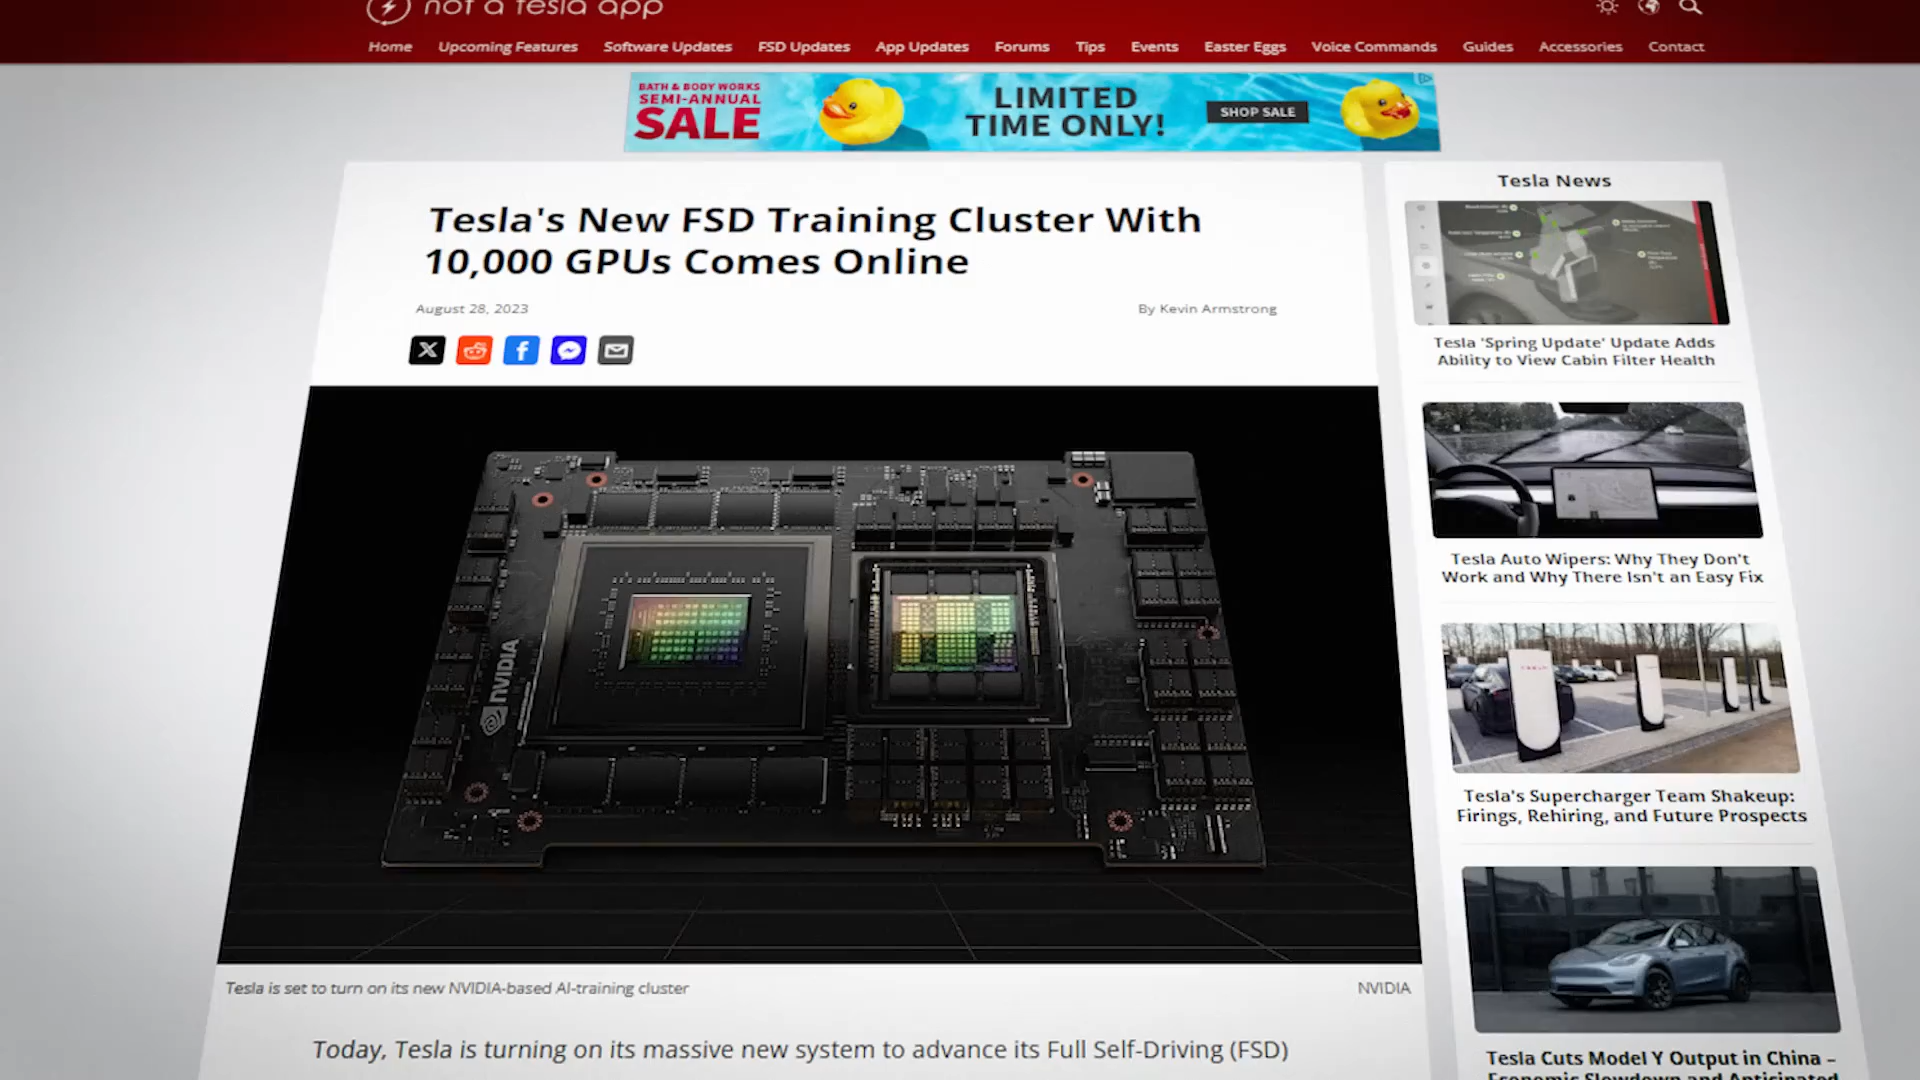 not a tesla app
Home Upcoming Features Software Updates FSD Updates App Updates Forums Tips Events Easter Eggs Voice Commands Guides Accessories Contact
BATH & BODY WORKS
SEMI-ANNUAL
SALE
LIMITED
TIME ONLY!
SHOP SALE
Tesla's New FSD Training Cluster With
10,000 GPUs Comes Online
August 28, 2023
By Kevin Armstrong
NVIDIA
Tesla is set to turn on its new NVIDIA-based AI-training cluster
NVIDIA
Today, Tesla is turning on its massive new system to advance its Full Self-Driving (FSD)
Tesla News
Tesla 'Spring Update' Update Adds
Ability to View Cabin Filter Health
Tesla Auto Wipers: Why They Don't
Work and Why There Isn't an Easy Fix
Tesla's Supercharger Team Shakeup:
Firings, Rehiring, and Future Prospects
Tesla Cuts Model Y Output in China –
Economic Slowdown and Anticipated